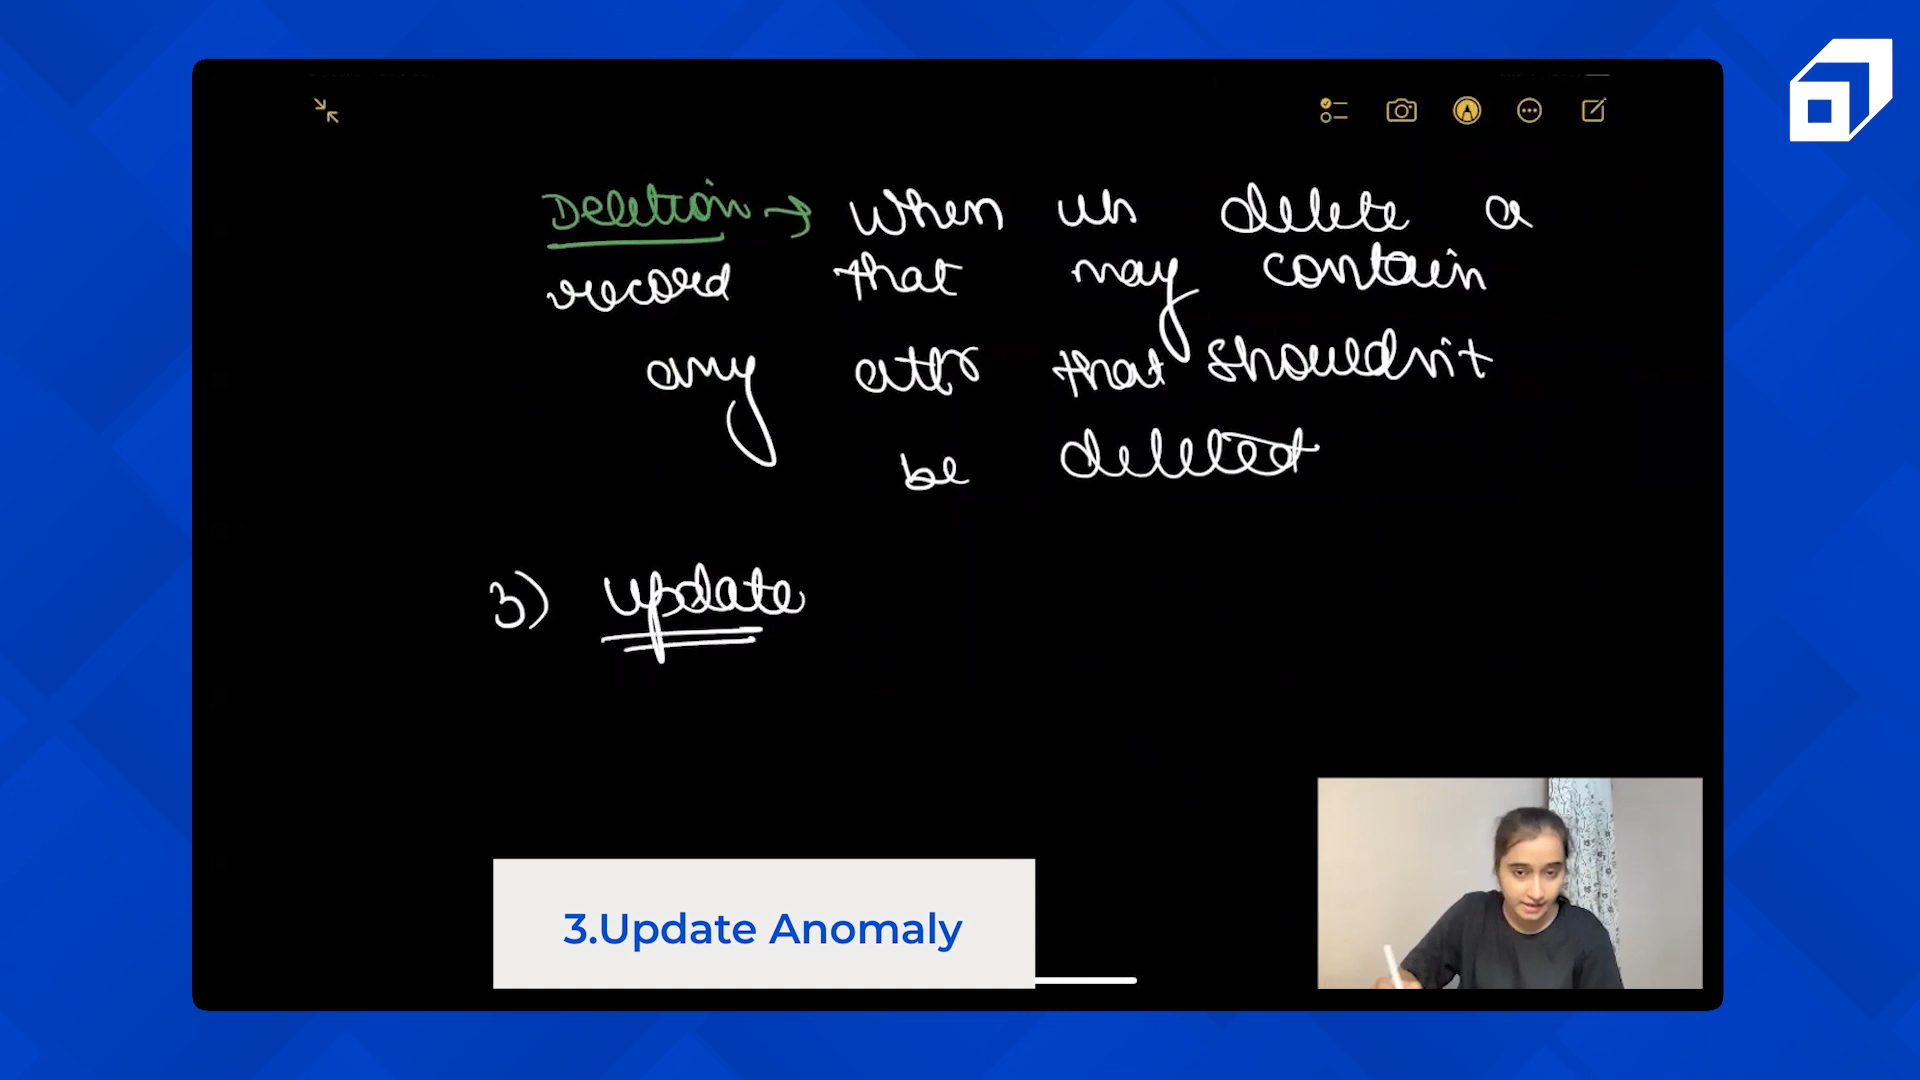 Deletion → When we delete a
record that may contain
any attr that shouldn't
be deleted
3) update
3.Update Anomaly